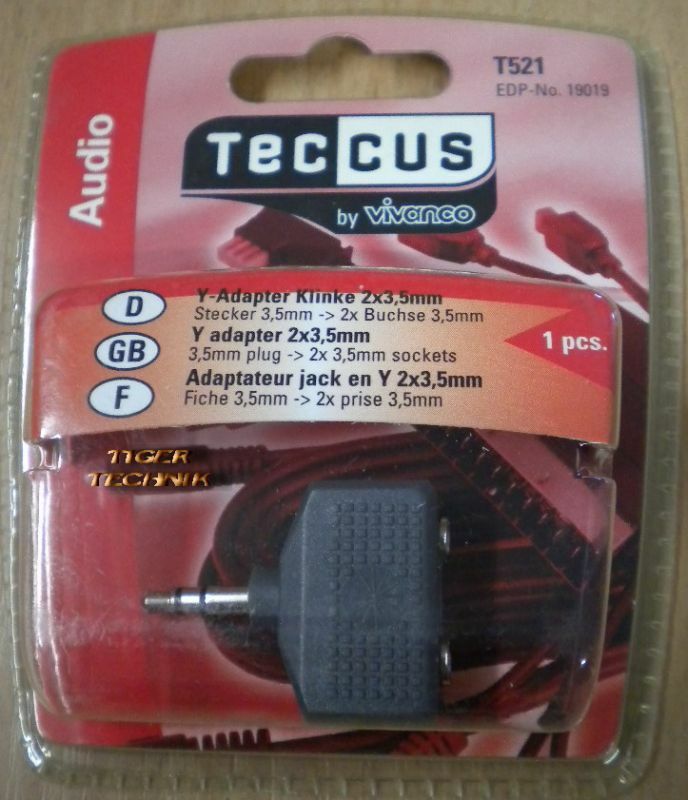 T521
EDP-No. 19019
Audio
Teccus
by vivanco
D
Y-Adapter Klinke 2x3,5mm
Stecker 3,5mm -> 2x Buchse 3,5mm
GB
Y adapter 2x3,5mm
3,5mm plug -> 2x 3,5mm sockets
1 pcs.
F
Adaptateur jack en Y 2x3,5mm
Fiche 3,5mm -> 2x prise 3,5mm
TIGER
TECHNIK